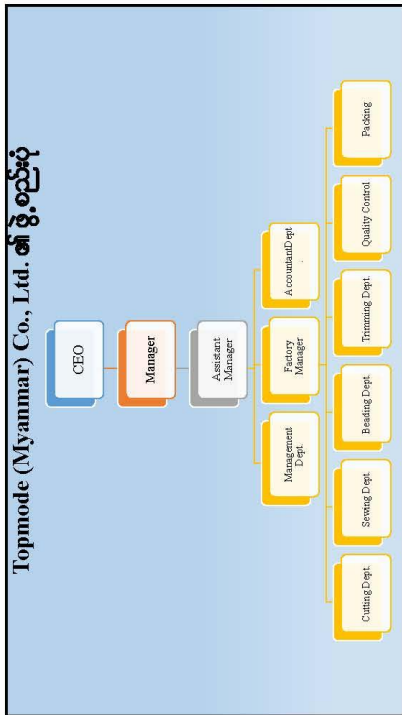 Topmode (Myanmar) Co., Ltd. ၏ ဖွဲ့စည်းပုံ
CEO
Manager
Assistant
Manager
Management
Dept.
Factory
Manager
AccountantDept
.
Cutting Dept.
Sewing Dept.
Beading Dept.
Trimming Dept.
Quality Control
Packing